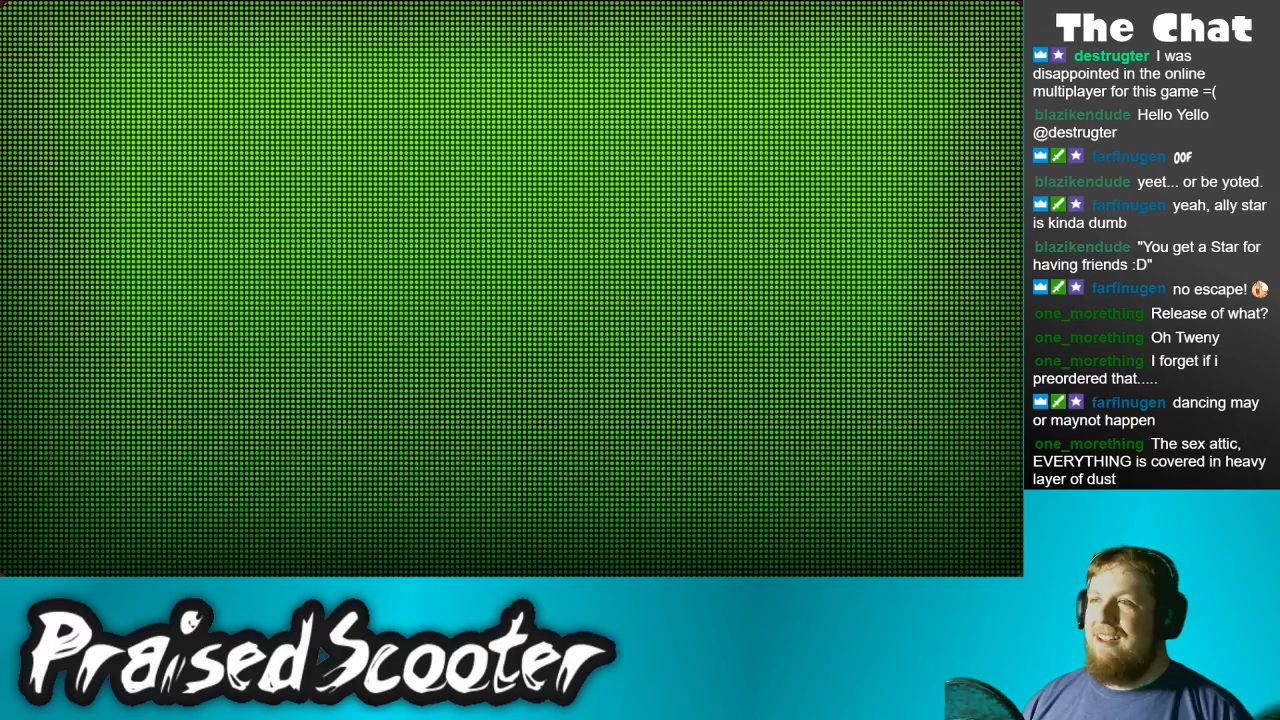 The Chat
destrugter I was
disappointed in the online
multiplayer for this game =(
blazikendude Hello Yello
@destrugter
farfinugen OOF
blazikendude yeet... or be yoted.
farfinugen yeah, ally star
is kinda dumb
blazikendude "You get a Star for
having friends :D"
farfinugen no escape!
one_morething Release of what?
one_morething Oh Tweny
one_morething I forget if i
preordered that.....
farfinugen dancing may
or maynot happen
one_morething The sex attic,
EVERYTHING is covered in heavy
layer of dust
PraisedScooter